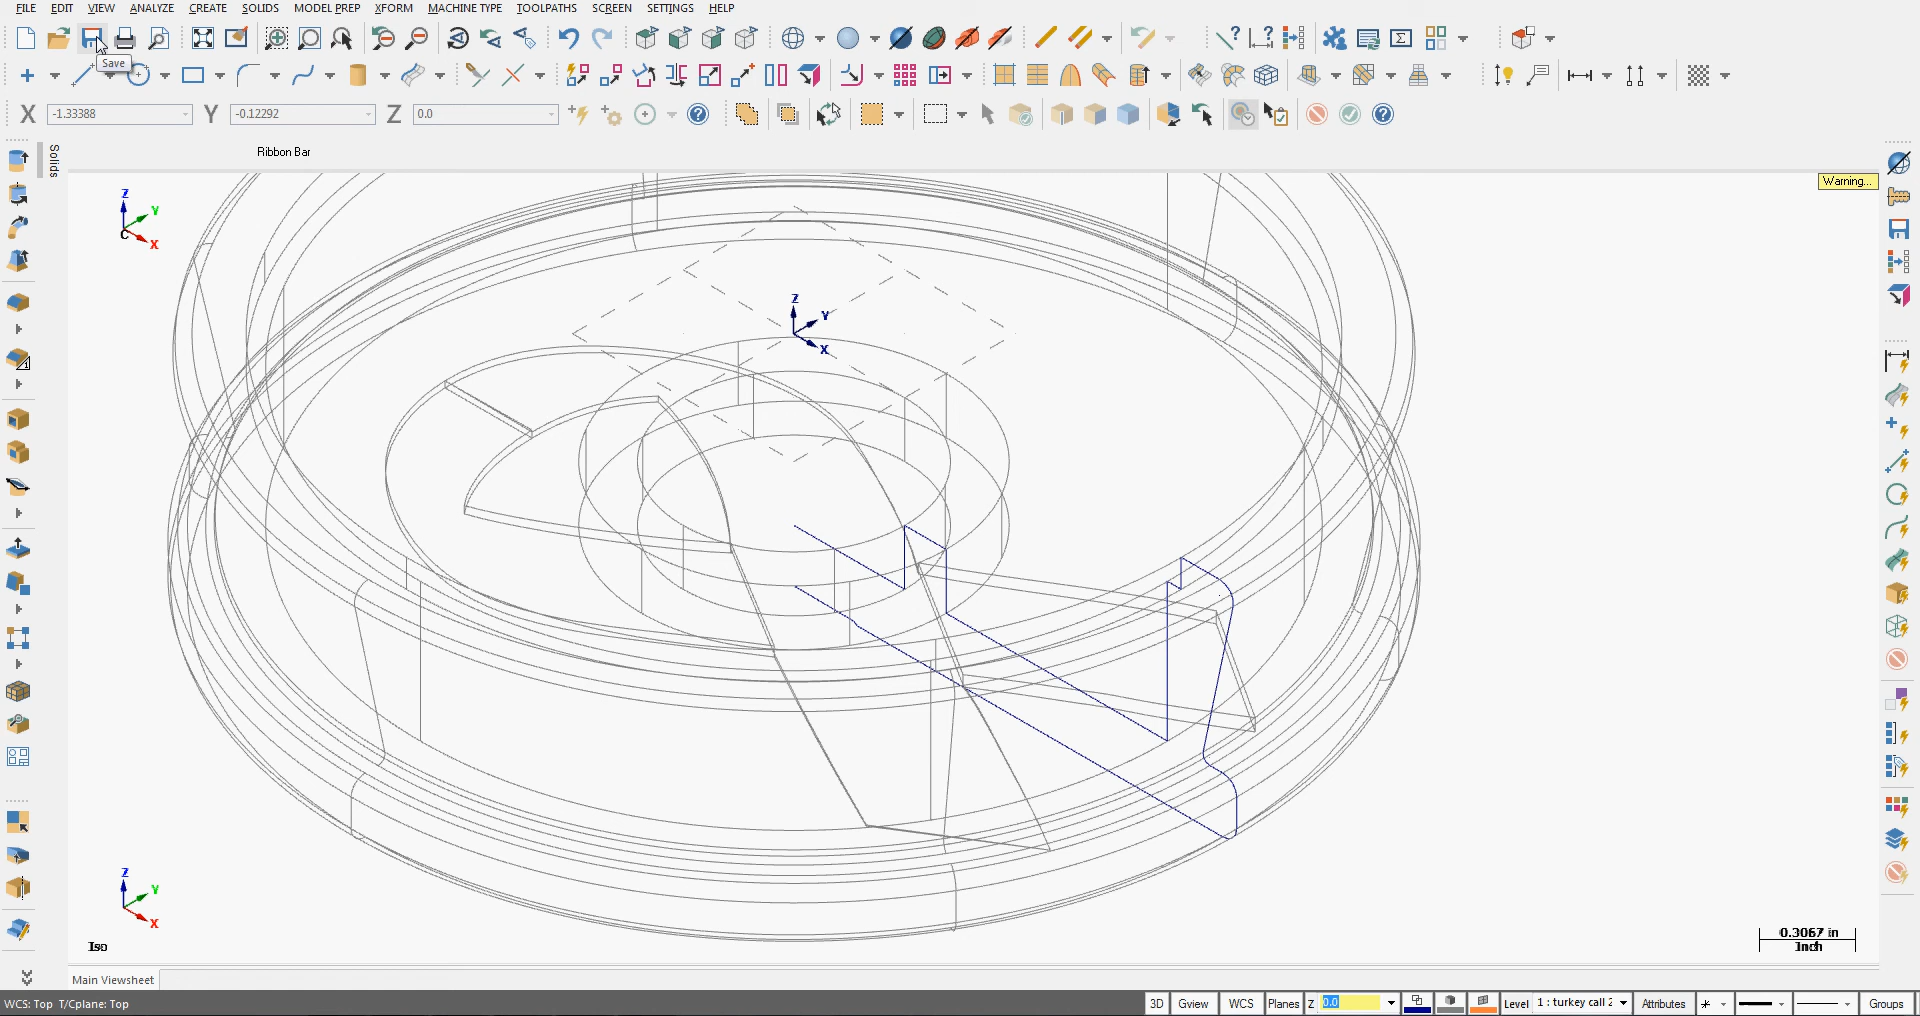 FILE EDIT VIEW ANALYZE CREATE SOLIDS MODEL PREP XFORM MACHINE TYPE TOOLPATHS SCREEN SETTINGS HELP
Save
X -1.33388 Y -0.12292 Z 0.0
Solids
Ribbon Bar
Warning...
Z
Y
C
X
Z
Y
X
Z
Y
X
Iso
0.3067 in
Inch
Main Viewsheet
WCS: Top T/Cplane: Top
3D Gview WCS Planes Z 0.0 Level 1 : turkey call 2 Attributes Groups